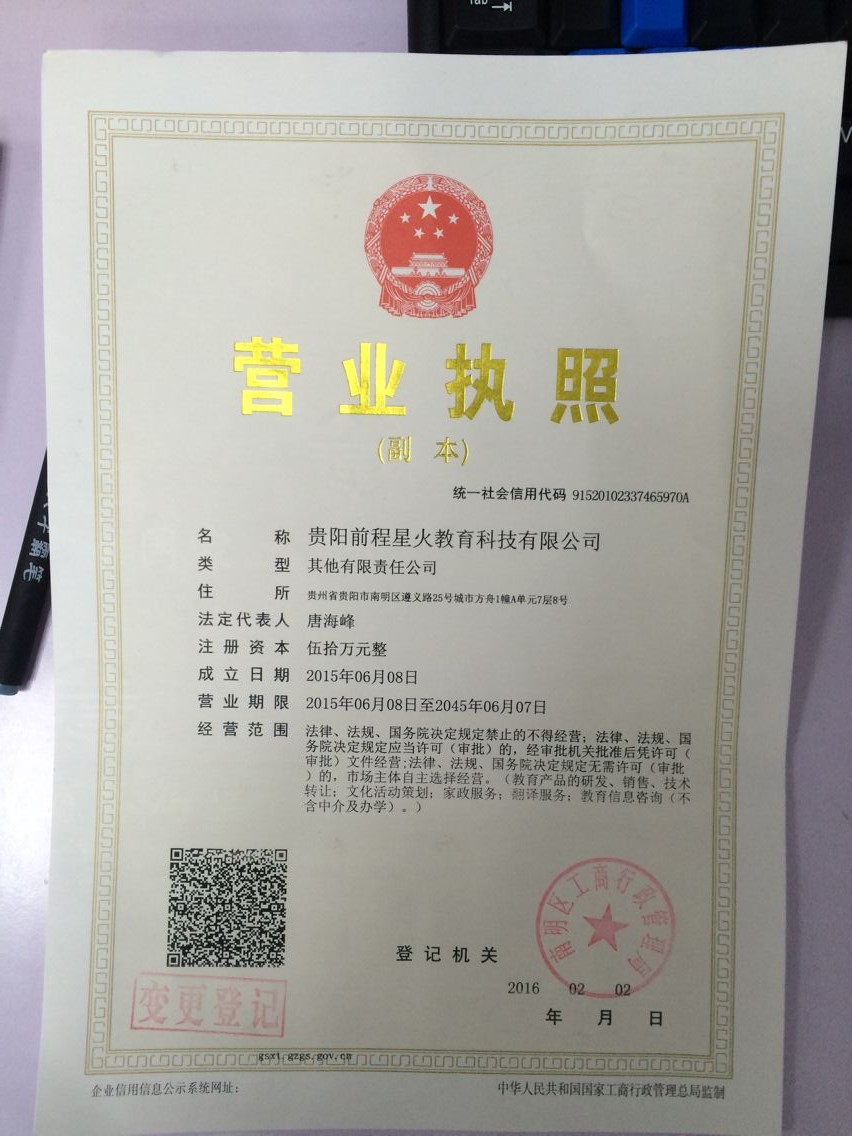 营业执照
(副 本)
统一社会信用代码 91520102337465970A
名 称 贵阳前程星火教育科技有限公司
类 型 其他有限责任公司
住 所 贵州省贵阳市南明区遵义路25号城市方舟1幢A单元7层8号
法定代表人 唐海峰
注册资本 伍拾万元整
成立日期 2015年06月08日
营业期限 2015年06月08日至2045年06月07日
经营范围 法律、法规、国务院决定规定禁止的不得经营；法律、法规、国
务院决定规定应当许可（审批）的，经审批机关批准后凭许可（
审批）文件经营;法律、法规、国务院决定规定无需许可（审批
）的，市场主体自主选择经营。（教育产品的研发、销售、技术
转让；文化活动策划；家政服务；翻译服务；教育信息咨询（不
含中介及办学）。）
南明区工商行政管理局
登记机关
2016 02 02
年 月 日
变更登记
gsxt.gzgs.gov.cn
企业信用信息公示系统网址：
中华人民共和国国家工商行政管理总局监制
Tab